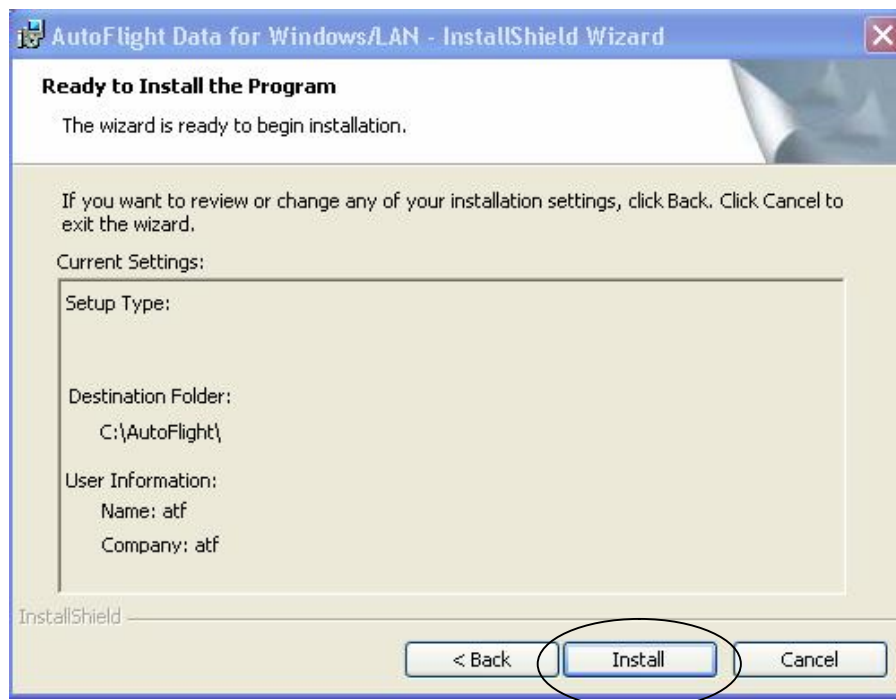 AutoFlight Data for Windows/LAN - InstallShield Wizard
Ready to Install the Program
The wizard is ready to begin installation.
If you want to review or change any of your installation settings, click Back. Click Cancel to
exit the wizard.
Current Settings:
Setup Type:
Destination Folder:
C:\AutoFlight\
User Information:
Name: atf
Company: atf
InstallShield
< Back Install Cancel